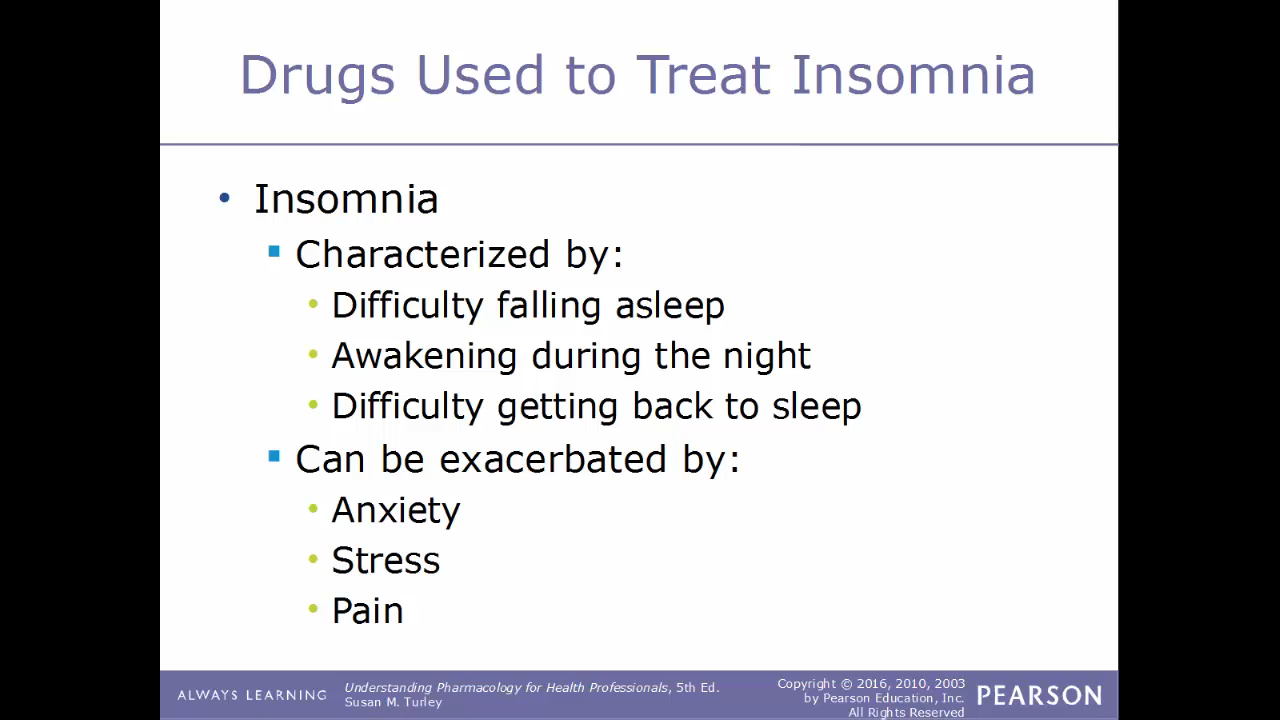 Drugs Used to Treat Insomnia
• Insomnia
▪ Characterized by:
• Difficulty falling asleep
• Awakening during the night
• Difficulty getting back to sleep
▪ Can be exacerbated by:
• Anxiety
• Stress
• Pain
ALWAYS LEARNING
Understanding Pharmacology for Health Professionals, 5th Ed.
Susan M. Turley
Copyright © 2016, 2010, 2003
by Pearson Education, Inc.
All Rights Reserved
PEARSON